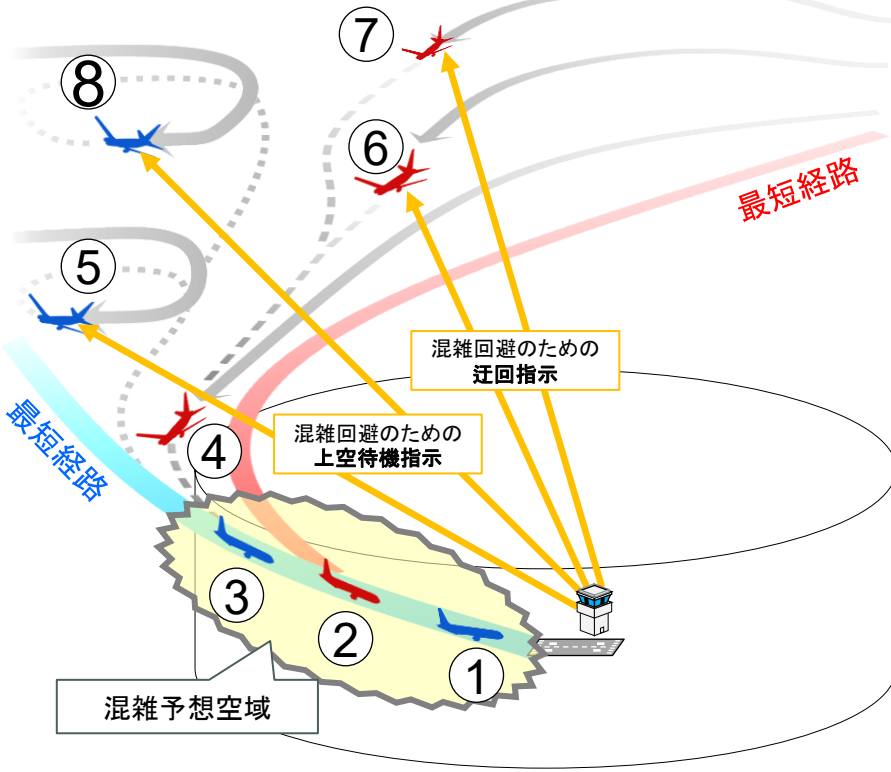 ⑦
⑧
⑥
最短経路
⑤
混雑回避のための
迂回指示
最短経路
混雑回避のための
上空待機指示
④
③
②
①
混雑予想空域